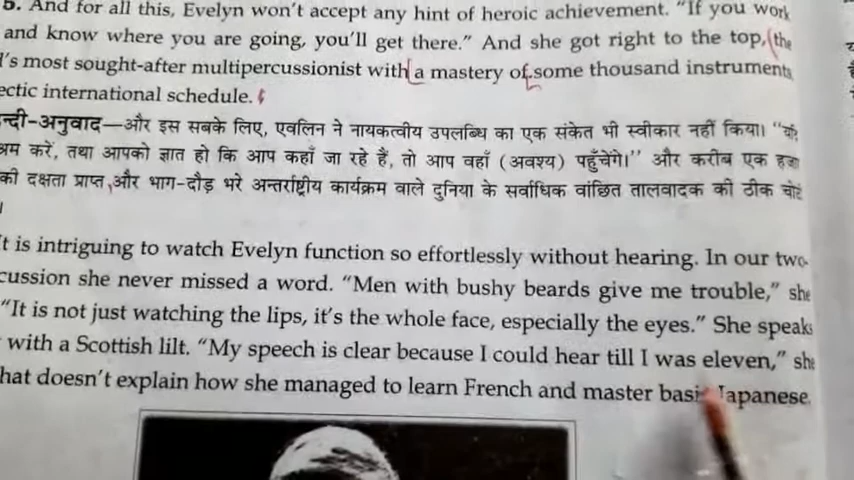 5. And for all this, Evelyn won't accept any hint of heroic achievement. "If you work
and know where you are going, you'll get there." And she got right to the top, the
most sought-after multipercussionist with a mastery of some thousand instruments
international schedule.
हिन्दी-अनुवाद—और इस सबके लिए, एवलिन ने नायकत्वीय उपलब्धि का एक संकेत भी स्वीकार नहीं किया।
करें, तथा आपको ज्ञात हो कि आप कहाँ जा रहे हैं, तो आप वहाँ (अवश्य) पहुँचेंगे।'' और करीब एक
की दक्षता प्राप्त, और भाग-दौड़ भरे अन्तर्राष्ट्रीय कार्यक्रम वाले दुनिया के सर्वाधिक वांछित तालवादक की ठीक
It is intriguing to watch Evelyn function so effortlessly without hearing. In our two-
she never missed a word. "Men with bushy beards give me trouble," she
"It is not just watching the lips, it's the whole face, especially the eyes." She speaks
with a Scottish lilt. "My speech is clear because I could hear till I was eleven," she
doesn't explain how she managed to learn French and master basic Japanese.